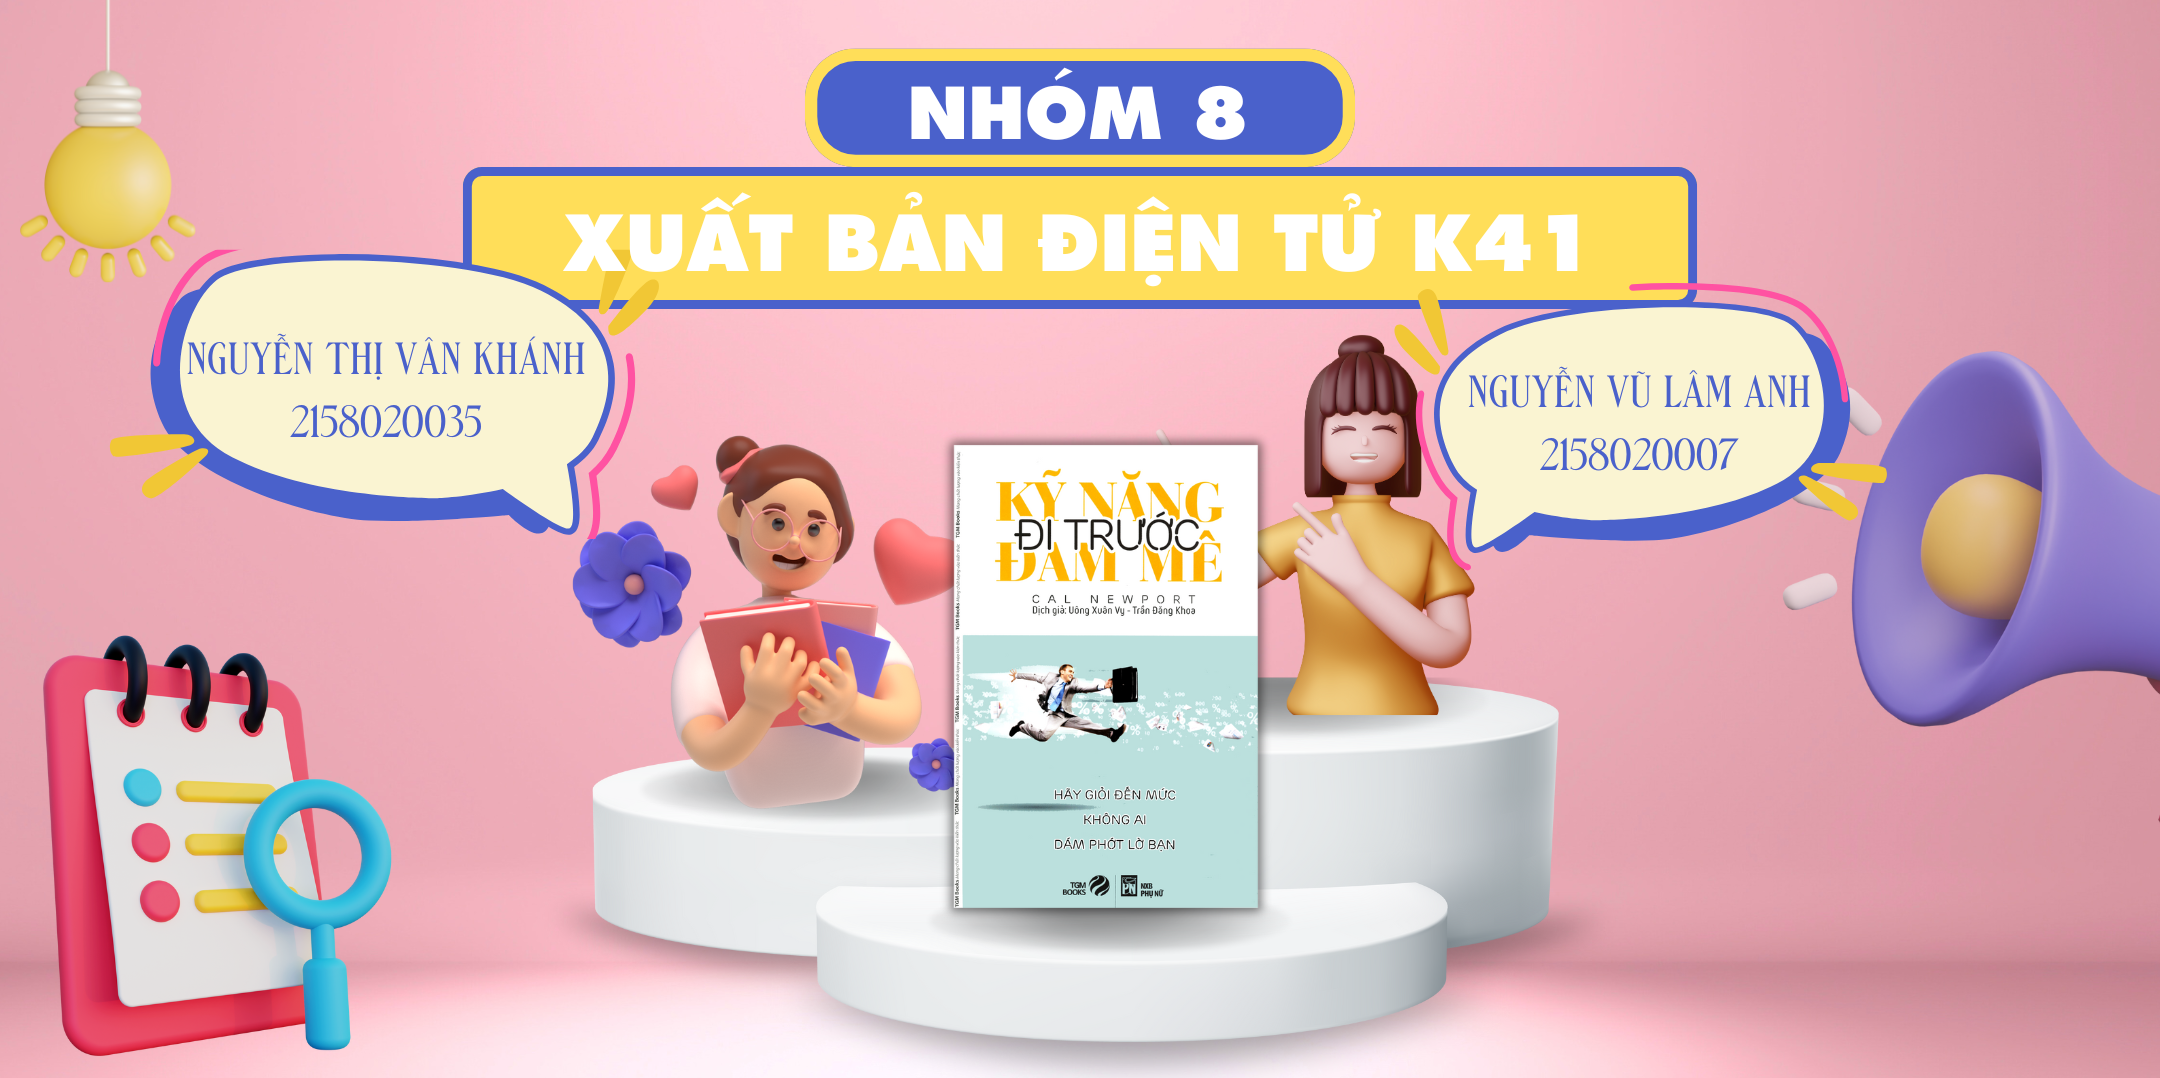 NHÓM 8
XUẤT BẢN ĐIỆN TỬ K41
NGUYỄN THỊ VÂN KHÁNH
2158020035
NGUYỄN VŨ LÂM ANH
2158020007
KỸ NĂNG
ĐI TRƯỚC
ĐAM MÊ
CAL NEWPORT
Dịch giả: Uông Xuân Vy - Trần Đăng Khoa
HÃY GIỎI ĐẾN MỨC
KHÔNG AI
DÁM PHỚT LỜ BẠN
TGM
BOOKS
PN
NXB
PHỤ NỮ